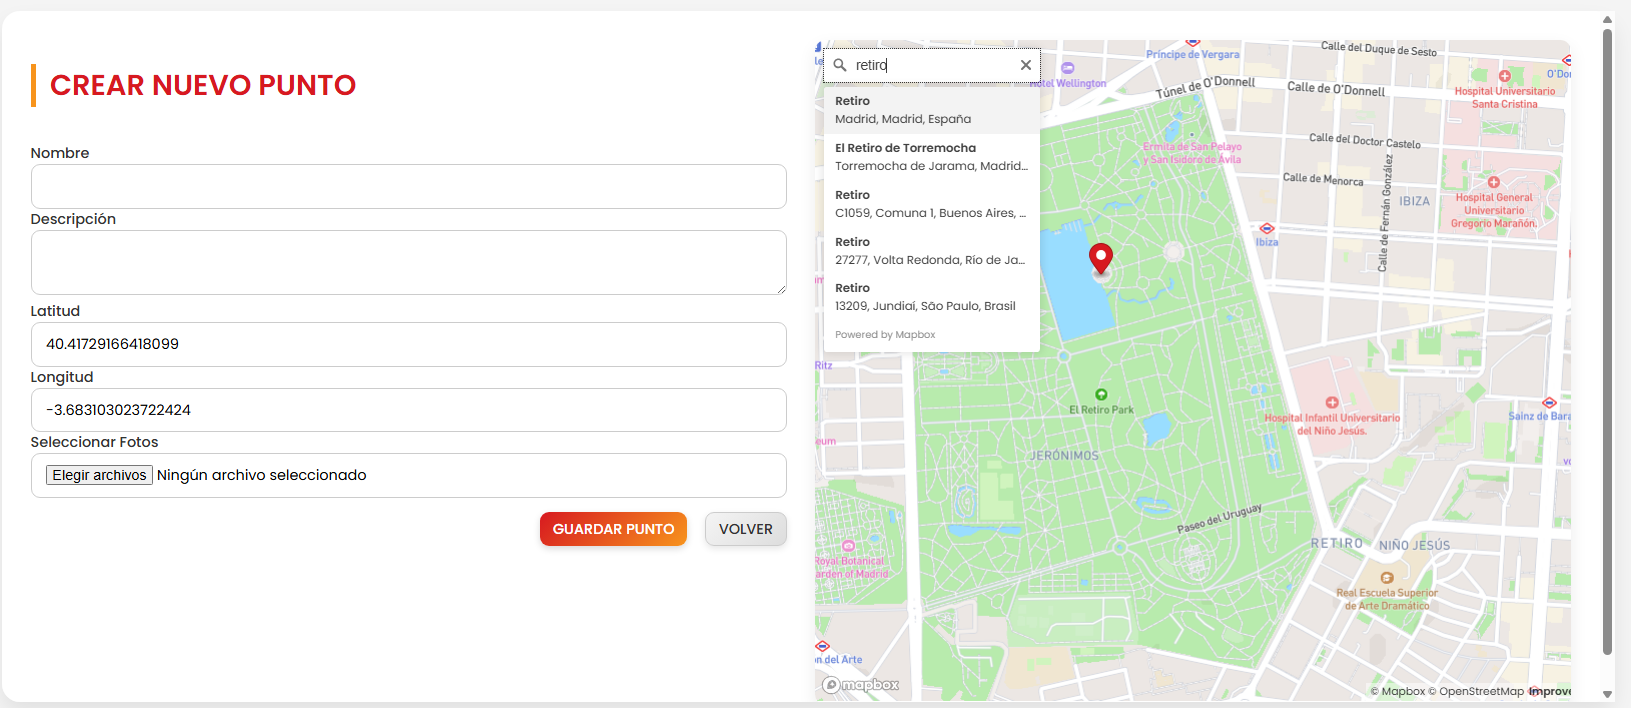 CREAR NUEVO PUNTO
Nombre
Descripción
Latitud
40.41729166418099
Longitud
-3.683103023722424
Seleccionar Fotos
Elegir archivos Ningún archivo seleccionado
GUARDAR PUNTO
VOLVER
retiro
Retiro
Madrid, Madrid, España
El Retiro de Torremocha
Torremocha de Jarama, Madrid...
Retiro
C1059, Comuna 1, Buenos Aires, ...
Retiro
27277, Volta Redonda, Río de Ja...
Retiro
13209, Jundiaí, São Paulo, Brasil
Powered by Mapbox
Príncipe de Vergara
Calle del Duque de Sesto
Hotel Wellington
Túnel de O'Donnell
Calle de O'Donnell
Hospital Universitario
Santa Cristina
Calle del Doctor Castelo
Ermita de San Pelayo
y San Isidoro de Ávila
Calle de Menorca
Calle de Fernán González
IBIZA
Hospital General
Universitario
Gregorio Marañón.
Ibiza
Ritz
El Retiro Park
Hospital Infantil Universitario
del Niño Jesús.
Sainz de Bara
JERÓNIMOS
Paseo del Uruguay
RETIRO
NIÑO JESÚS
Royal Botanical
Garden of Madrid
Real Escuela Superior
de Arte Dramático
mapbox
© Mapbox © OpenStreetMap Improve